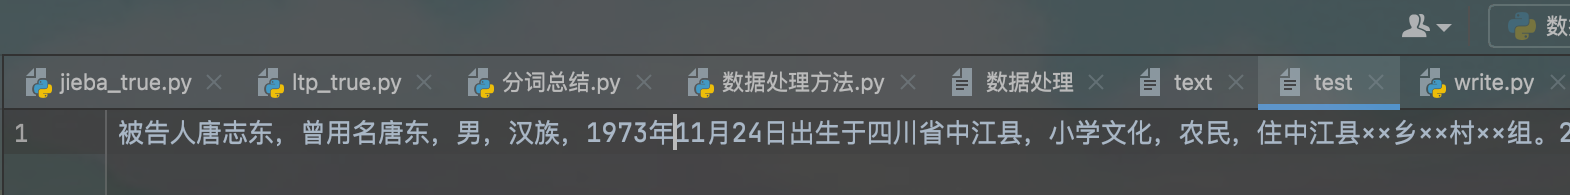 数
jieba_true.py
ltp_true.py
分词总结.py
数据处理方法.py
数据处理
text
test
write.py
1
被告人唐志东，曾用名唐东，男，汉族，1973年11月24日出生于四川省中江县，小学文化，农民，住中江县××乡××村××组。2